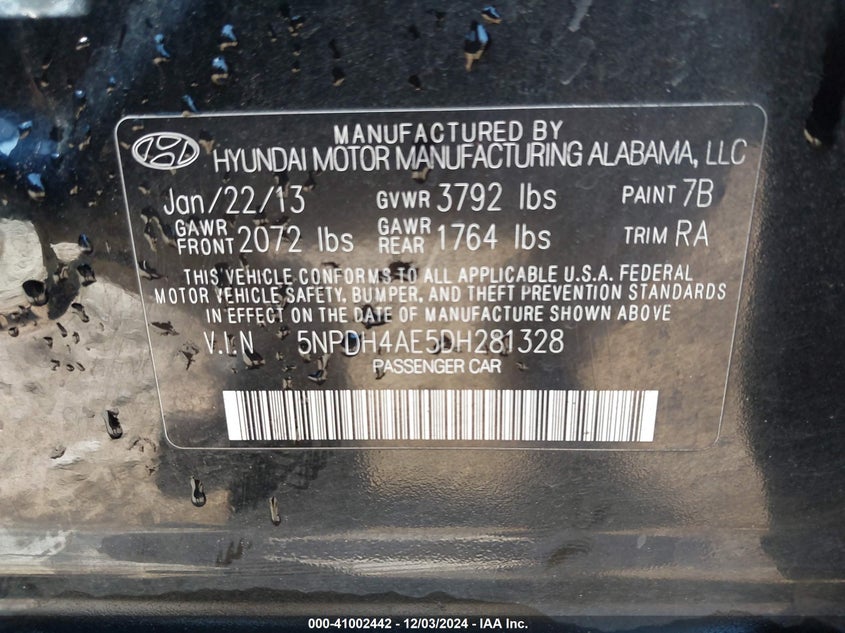 MANUFACTURED BY
HYUNDAI MOTOR MANUFACTURING ALABAMA, LLC
Jan/22/13 GVWR 3792 lbs PAINT 7B
GAWR FRONT 2072 lbs GAWR REAR 1764 lbs TRIM RA
THIS VEHICLE CONFORMS TO ALL APPLICABLE U.S.A. FEDERAL
MOTOR VEHICLE SAFETY, BUMPER, AND THEFT PREVENTION STANDARDS
IN EFFECT ON THE DATE OF MANUFACTURE SHOWN ABOVE
V.I.N 5NPDH4AE5DH281328
PASSENGER CAR
000-41002442 - 12/03/2024 - IAA Inc.